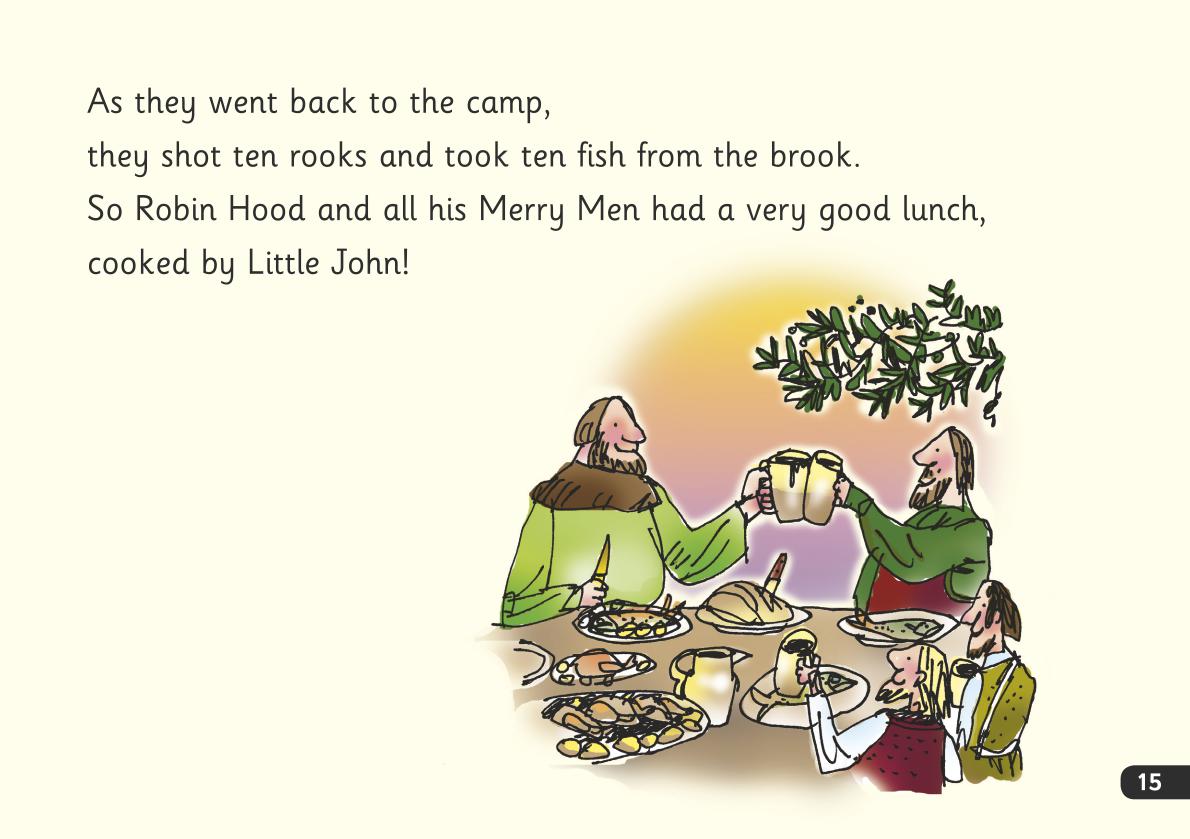 As they went back to the camp,
they shot ten rooks and took ten fish from the brook.
So Robin Hood and all his Merry Men had a very good lunch,
cooked by Little John!
15